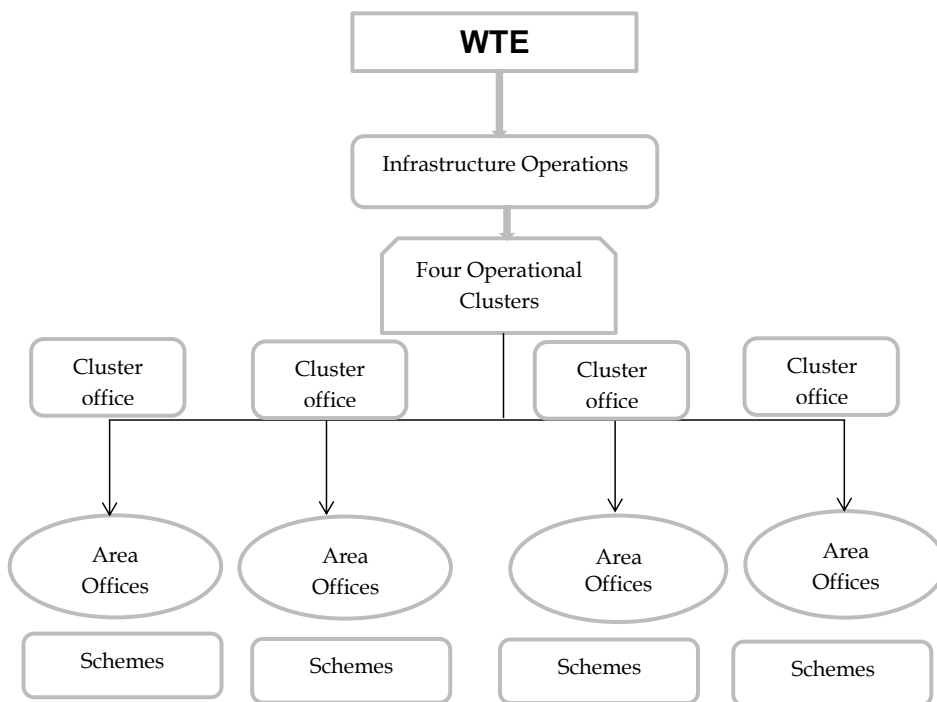 WTE
Infrastructure Operations
Four Operational
Clusters
Cluster
office
Cluster
office
Cluster
office
Cluster
office
Area
Offices
Area
Offices
Area
Offices
Area
Offices
Schemes
Schemes
Schemes
Schemes